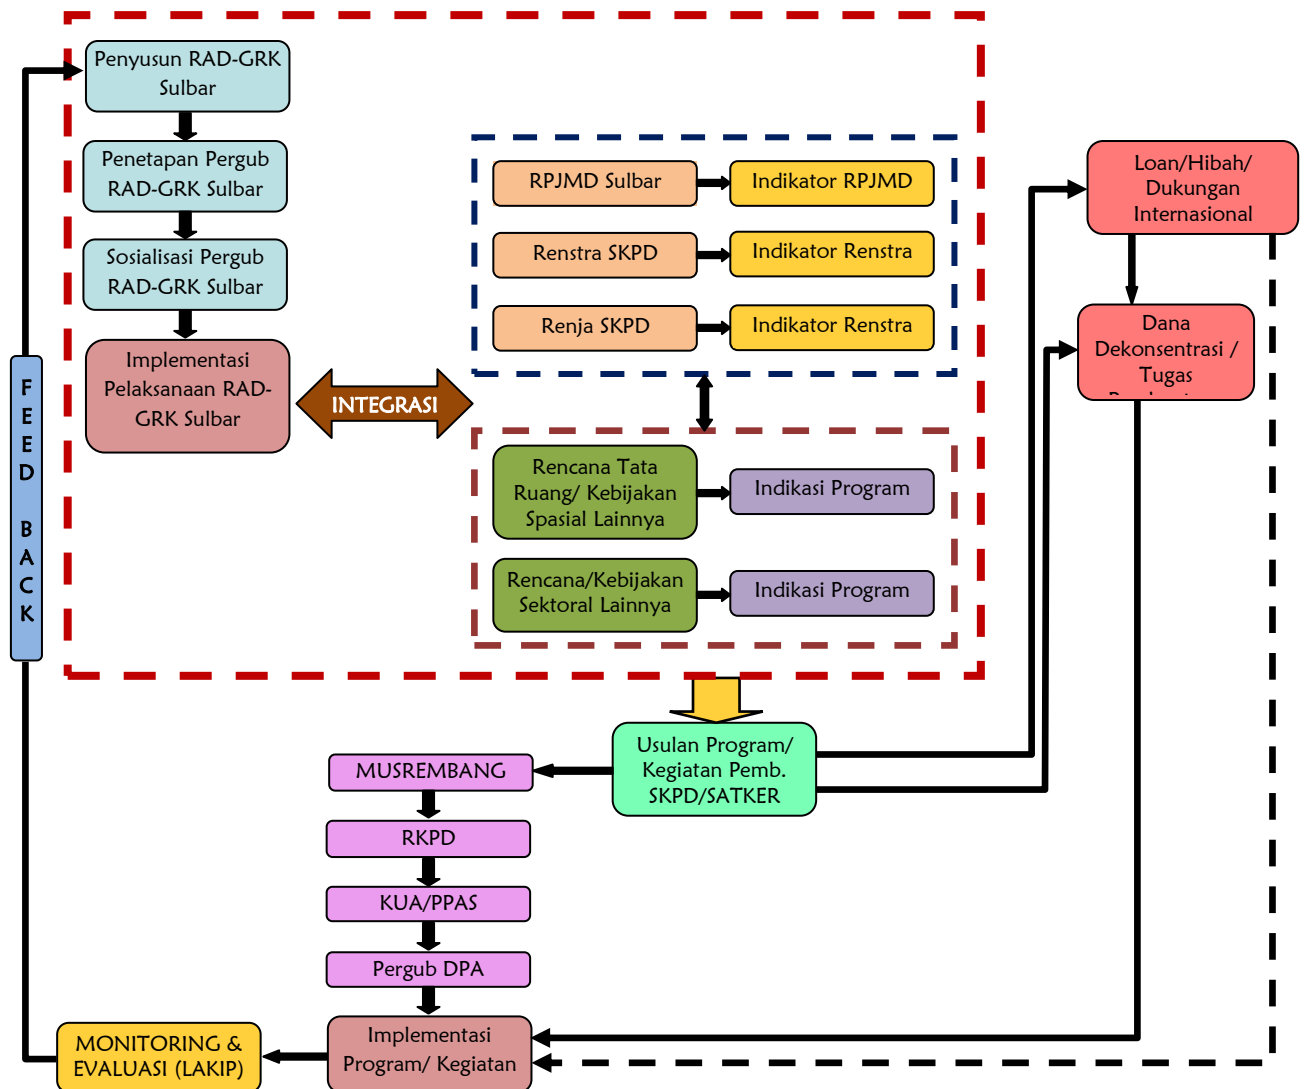 Penyusun RAD-GRK
Sulbar
Penetapan Pergub
RAD-GRK Sulbar
Sosialisasi Pergub
RAD-GRK Sulbar
Implementasi
Pelaksanaan RAD-
GRK Sulbar
INTEGRASI
RPJMD Sulbar
Indikator RPJMD
Renstra SKPD
Indikator Renstra
Renja SKPD
Indikator Renstra
Rencana Tata
Ruang/ Kebijakan
Spasial Lainnya
Indikasi Program
Rencana/Kebijakan
Sektoral Lainnya
Indikasi Program
Loan/Hibah/
Dukungan
Internasional
Dana
Dekonsentrasi /
Tugas
Usulan Program/
Kegiatan Pemb.
SKPD/SATKER
MUSREMBANG
RKPD
KUA/PPAS
Pergub DPA
Implementasi
Program/ Kegiatan
MONITORING &
EVALUASI (LAKIP)
FEED BACK